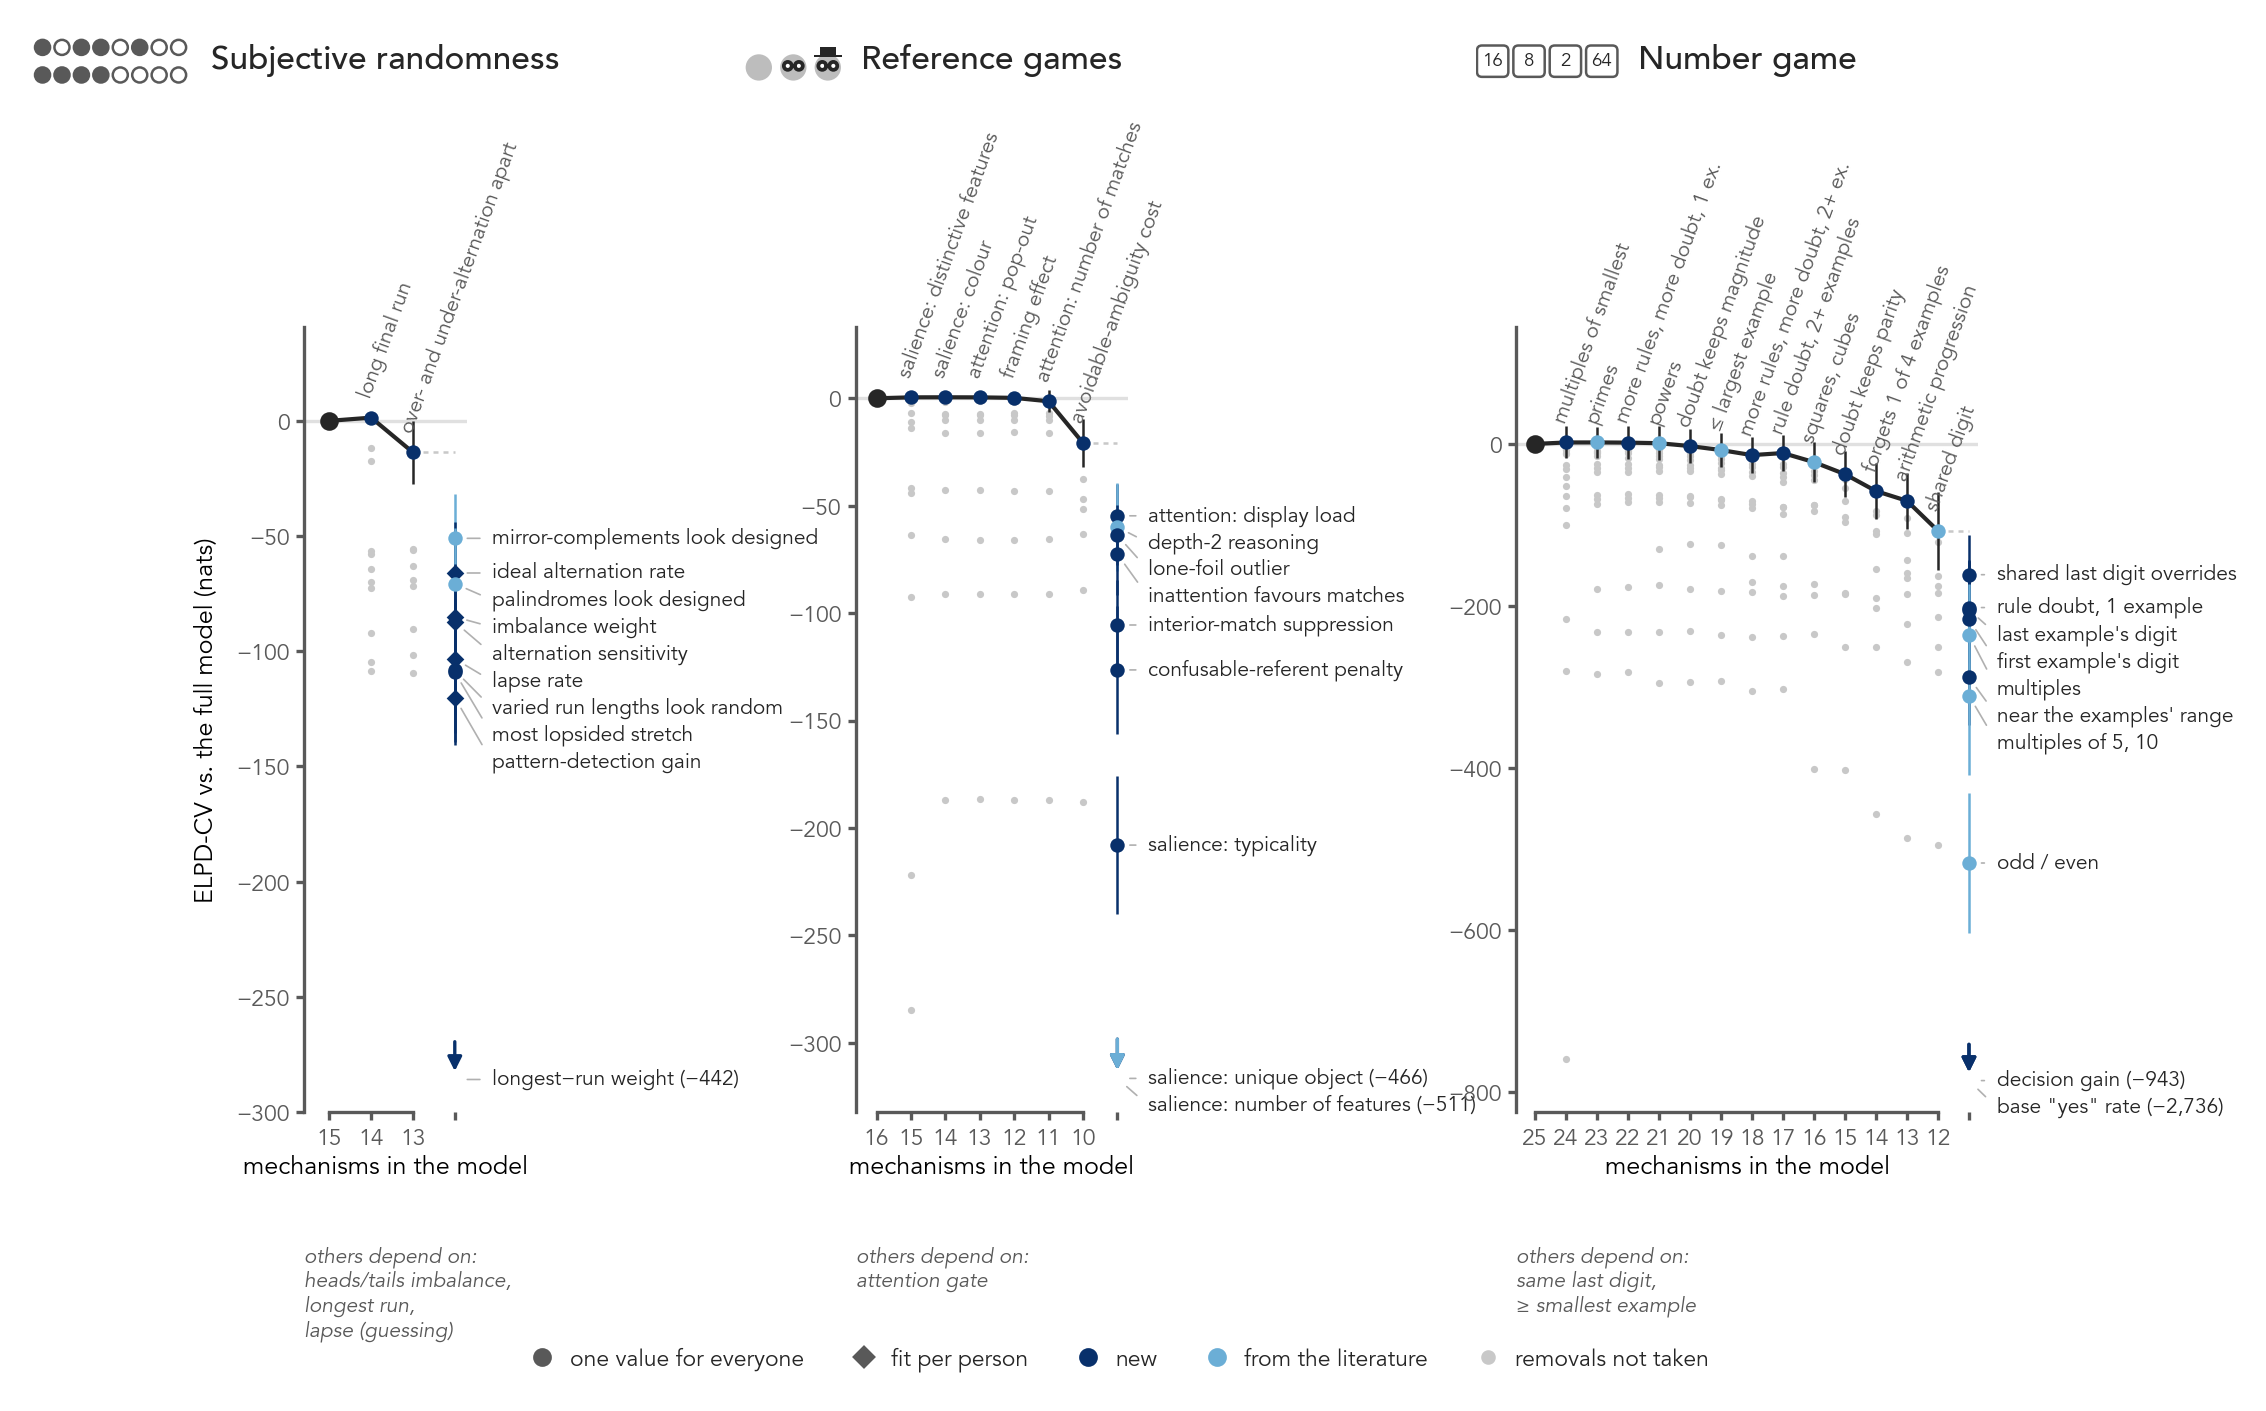 Subjective randomness
Reference games
16 8 2 64
Number game
long final run
over- and under-alternation apart
salience: distinctive features
salience: colour
attention: pop-out
framing effect
attention: number of matches
avoidable-ambiguity cost
multiples of smallest
primes
more rules, more doubt, 1 ex.
powers
doubt keeps magnitude
≤ largest example
more rules, more doubt, 2+ ex.
rule doubt, 2+ examples
squares, cubes
doubt keeps parity
forgets 1 of 4 examples
arithmetic progression
shared digit
ELPD-CV vs. the full model (nats)
0
−50
−100
−150
−200
−250
−300
mirror-complements look designed
ideal alternation rate
palindromes look designed
imbalance weight
alternation sensitivity
lapse rate
varied run lengths look random
most lopsided stretch
pattern-detection gain
longest−run weight (−442)
15 14 13
mechanisms in the model
0
−50
−100
−150
−200
−250
−300
attention: display load
depth-2 reasoning
lone-foil outlier
inattention favours matches
interior-match suppression
confusable-referent penalty
salience: typicality
salience: unique object (−466)
salience: number of features (−511)
16 15 14 13 12 11 10
mechanisms in the model
0
−200
−400
−600
−800
shared last digit overrides
rule doubt, 1 example
last example's digit
first example's digit
multiples
near the examples' range
multiples of 5, 10
odd / even
decision gain (−943)
base "yes" rate (−2,736)
25 24 23 22 21 20 19 18 17 16 15 14 13 12
mechanisms in the model
others depend on:
heads/tails imbalance,
longest run,
lapse (guessing)
others depend on:
attention gate
others depend on:
same last digit,
≥ smallest example
one value for everyone
fit per person
new
from the literature
removals not taken